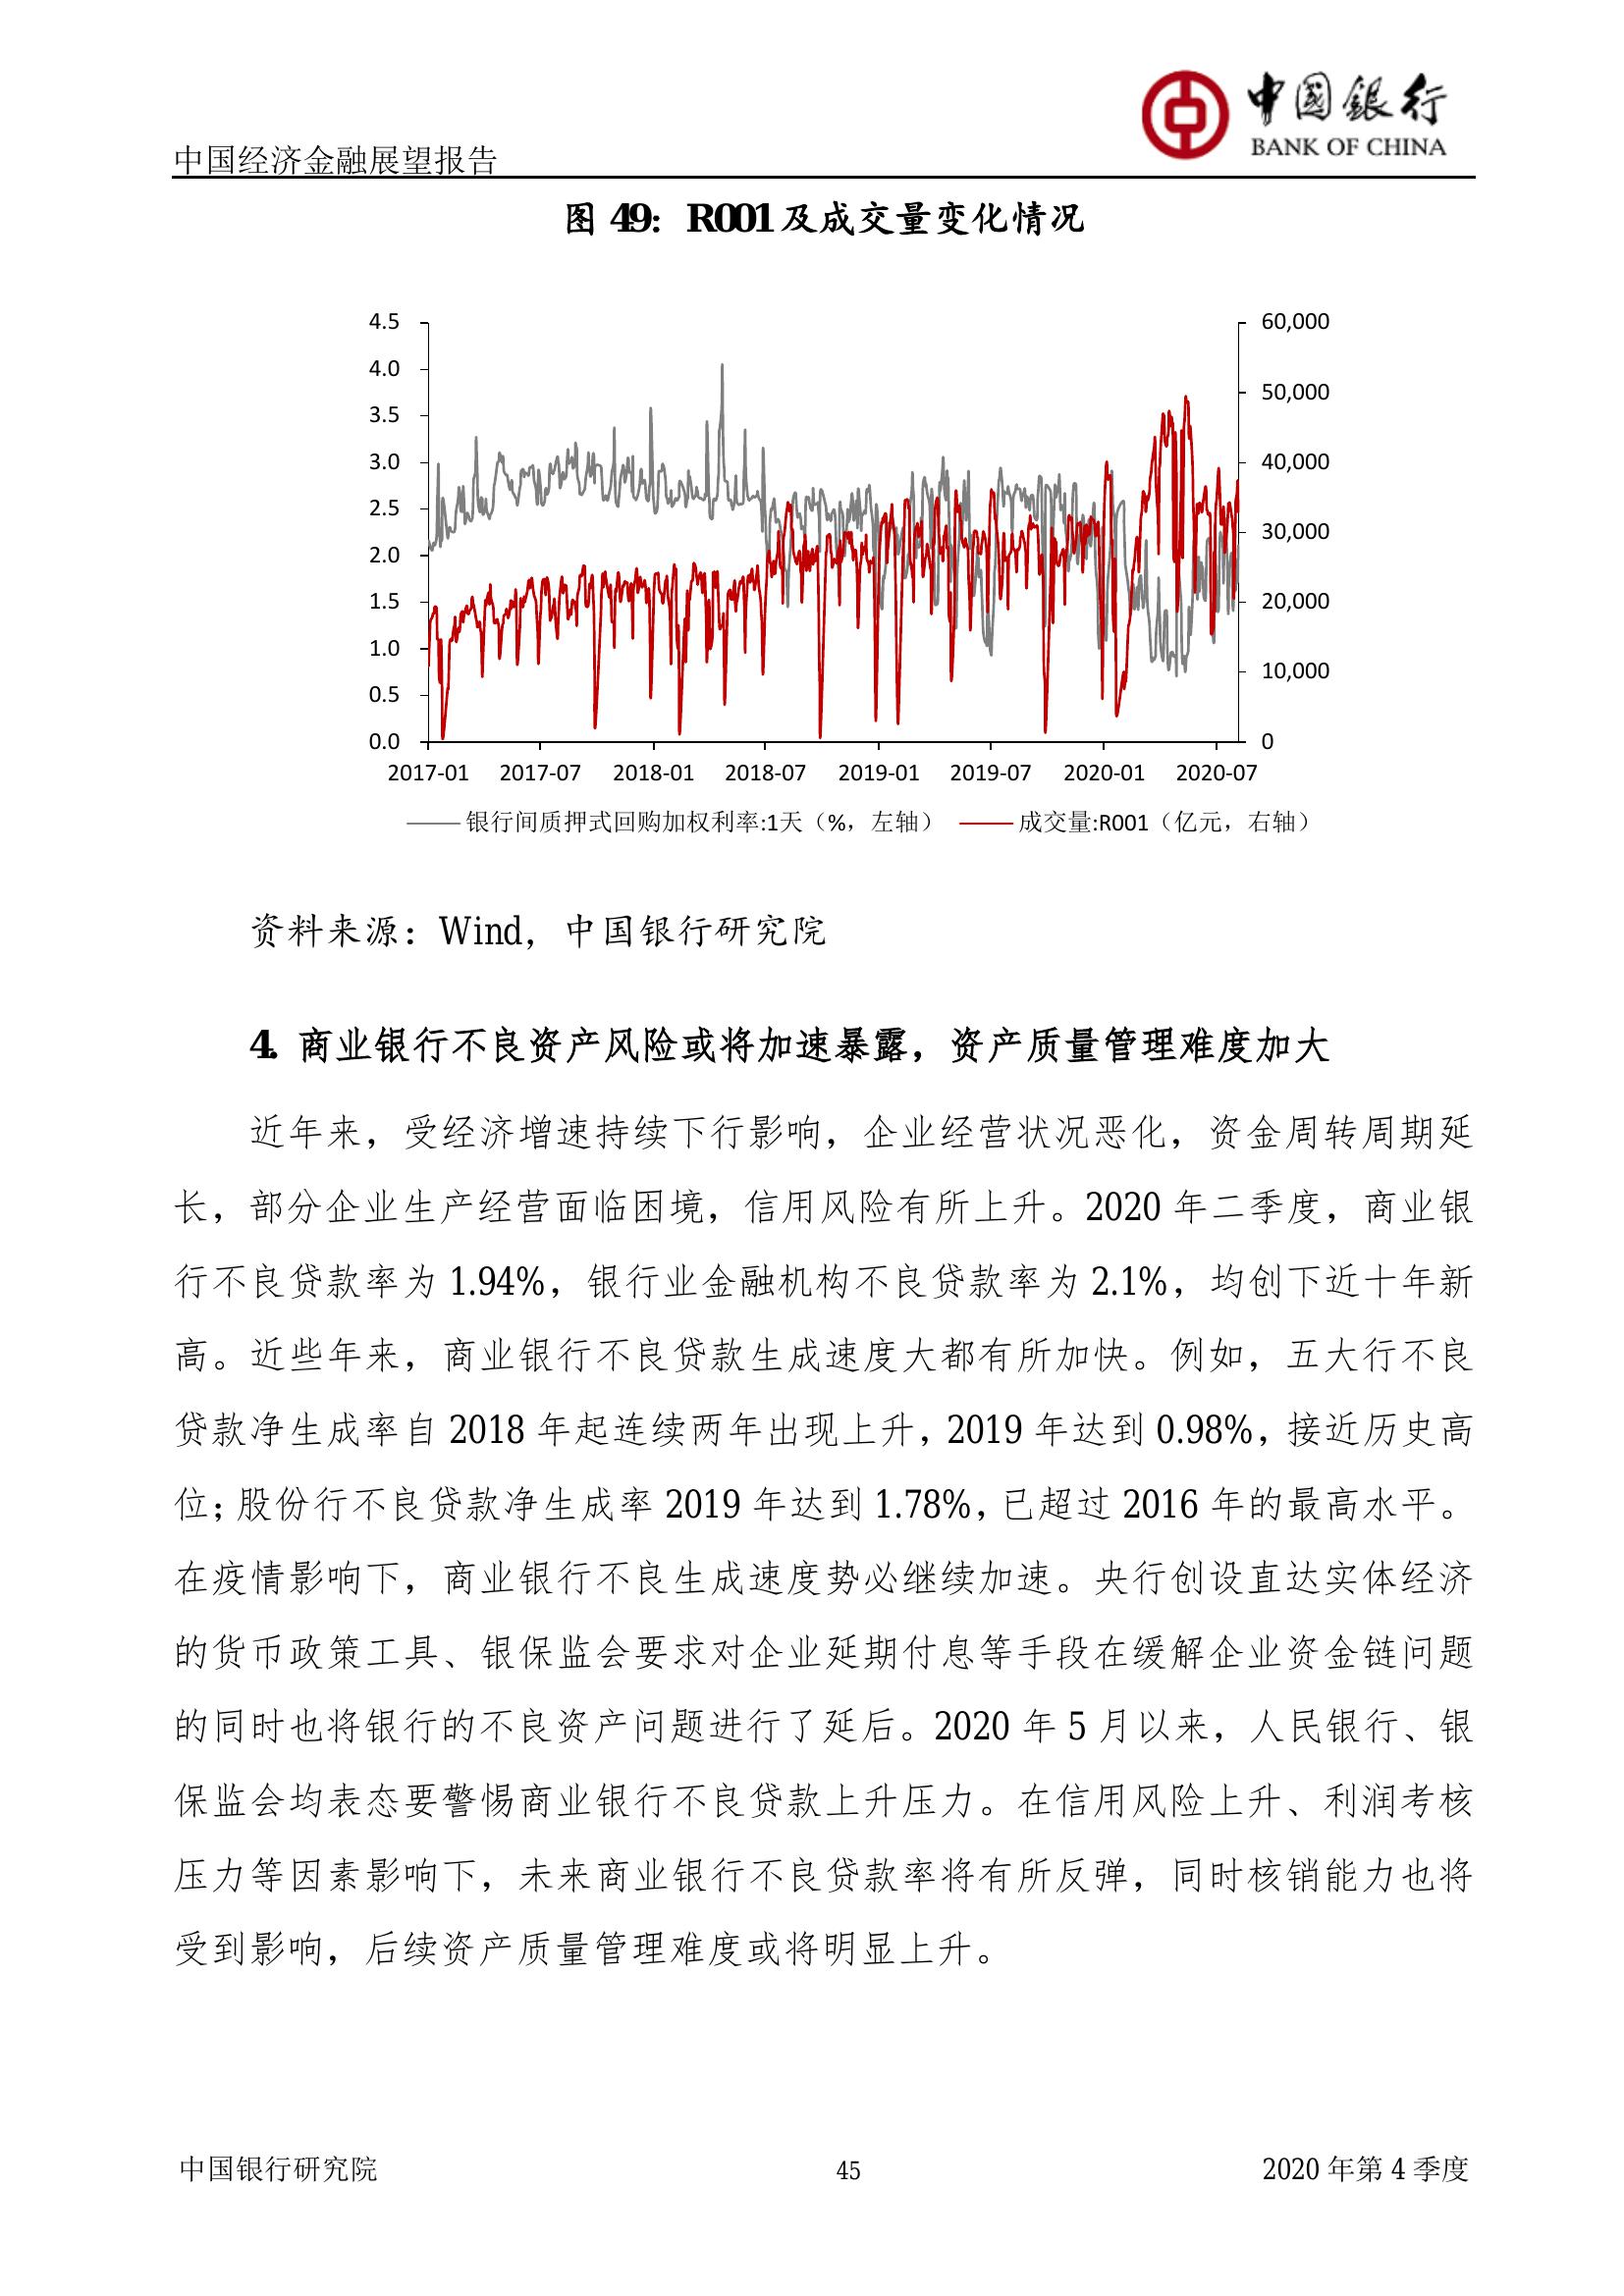 中國銀行
BANK OF CHINA
中国经济金融展望报告
图 49：R001 及成交量变化情况
4.5
4.0
3.5
3.0
2.5
2.0
1.5
1.0
0.5
0.0
60,000
50,000
40,000
30,000
20,000
10,000
0
2017-01 2017-07 2018-01 2018-07 2019-01 2019-07 2020-01 2020-07
银行间质押式回购加权利率:1天（%，左轴） 成交量:R001（亿元，右轴）
资料来源：Wind，中国银行研究院
4. 商业银行不良资产风险或将加速暴露，资产质量管理难度加大
近年来，受经济增速持续下行影响，企业经营状况恶化，资金周转周期延
长，部分企业生产经营面临困境，信用风险有所上升。2020 年二季度，商业银
行不良贷款率为 1.94%，银行业金融机构不良贷款率为 2.1%，均创下近十年新
高。近些年来，商业银行不良贷款生成速度大都有所加快。例如，五大行不良
贷款净生成率自 2018 年起连续两年出现上升，2019 年达到 0.98%，接近历史高
位；股份行不良贷款净生成率 2019 年达到 1.78%，已超过 2016 年的最高水平。
在疫情影响下，商业银行不良生成速度势必继续加速。央行创设直达实体经济
的货币政策工具、银保监会要求对企业延期付息等手段在缓解企业资金链问题
的同时也将银行的不良资产问题进行了延后。2020 年 5 月以来，人民银行、银
保监会均表态要警惕商业银行不良贷款上升压力。在信用风险上升、利润考核
压力等因素影响下，未来商业银行不良贷款率将有所反弹，同时核销能力也将
受到影响，后续资产质量管理难度或将明显上升。
中国银行研究院 45 2020 年第 4 季度